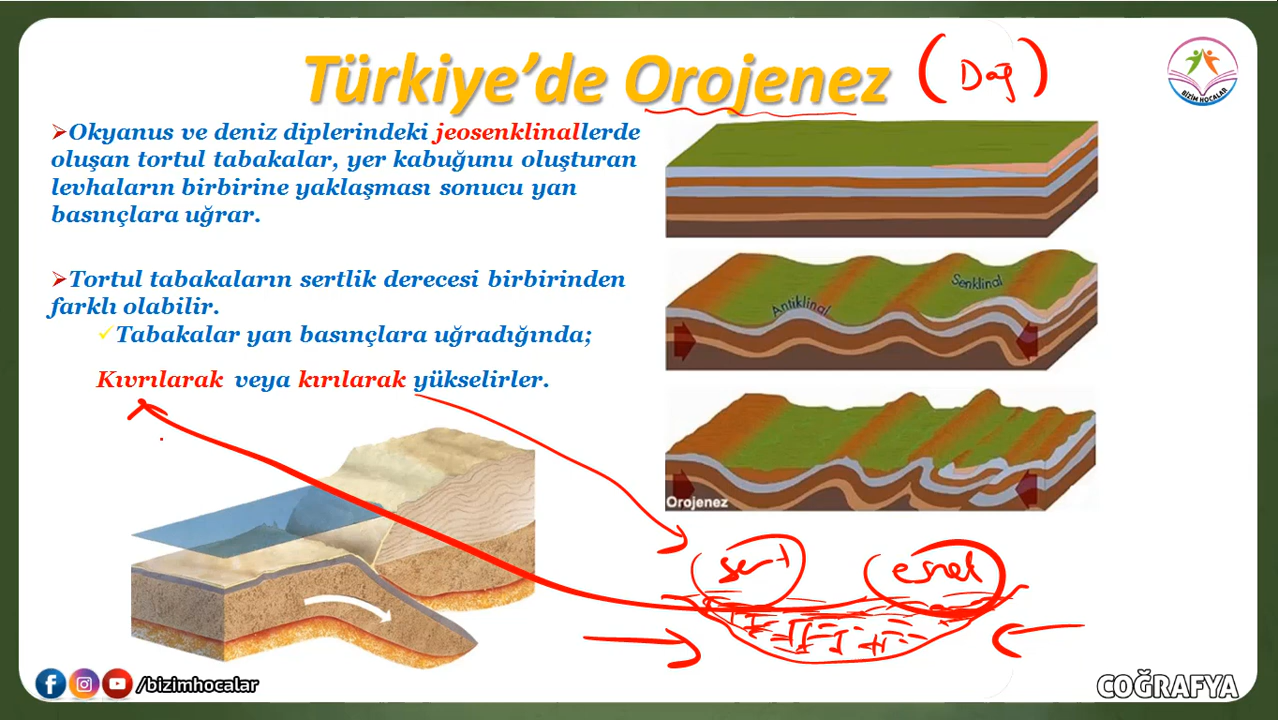 Türkiye'de Orojenez
(Dağ)
BİZİM HOCALAR
➢Okyanus ve deniz diplerindeki jeosenklinallerde
oluşan tortul tabakalar, yer kabuğunu oluşturan
levhaların birbirine yaklaşması sonucu yan
basınçlara uğrar.
➢Tortul tabakaların sertlik derecesi birbirinden
farklı olabilir.
✓Tabakalar yan basınçlara uğradığında;
Kıvrılarak veya kırılarak yükselirler.
Antiklinal
Senklinal
Orojenez
sert
esnek
/bizimhocalar
COĞRAFYA